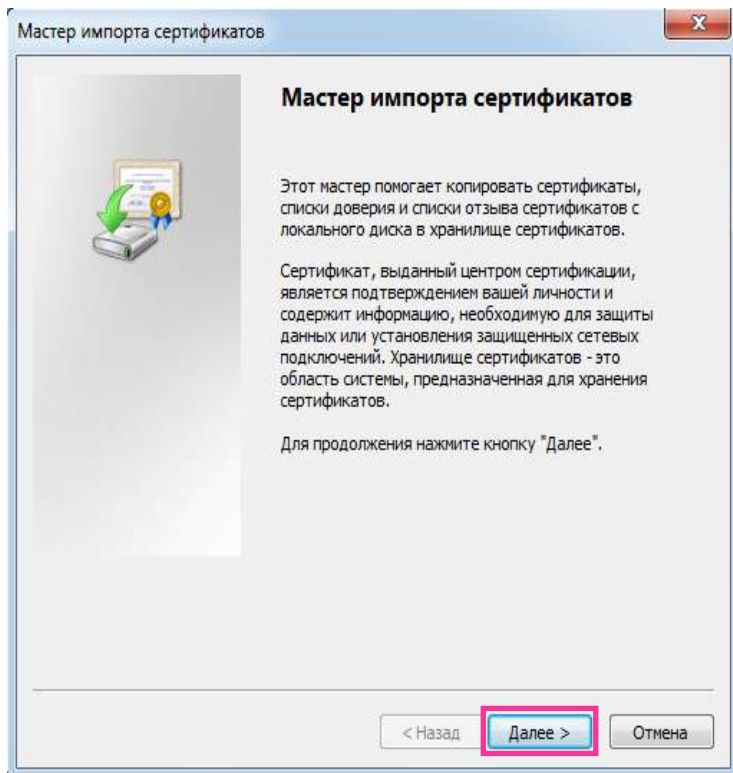 Мастер импорта сертификатов
Мастер импорта сертификатов
Этот мастер помогает копировать сертификаты,
списки доверия и списки отзыва сертификатов с
локального диска в хранилище сертификатов.
Сертификат, выданный центром сертификации,
является подтверждением вашей личности и
содержит информацию, необходимую для защиты
данных или установления защищенных сетевых
подключений. Хранилище сертификатов - это
область системы, предназначенная для хранения
сертификатов.
Для продолжения нажмите кнопку "Далее".
< Назад
Далее >
Отмена